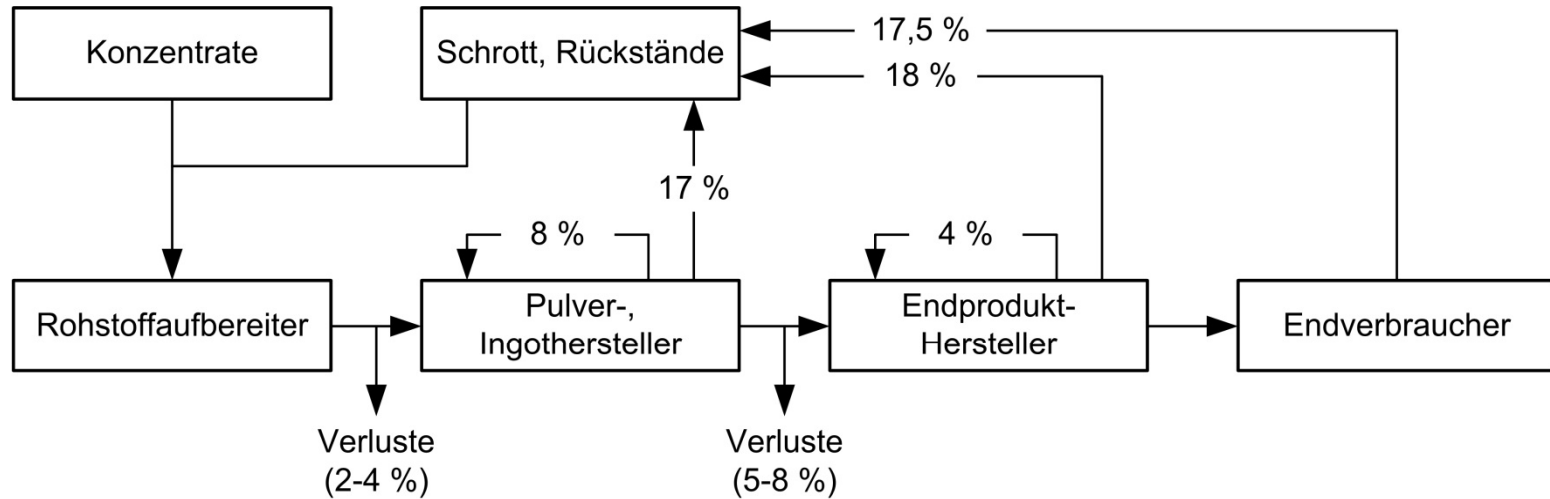 Konzentrate
Schrott, Rückstände
17,5 %
18 %
17 %
8 %
4 %
Rohstoffaufbereiter
Pulver-,
Ingothersteller
Endprodukt-
Hersteller
Endverbraucher
Verluste
(2-4 %)
Verluste
(5-8 %)